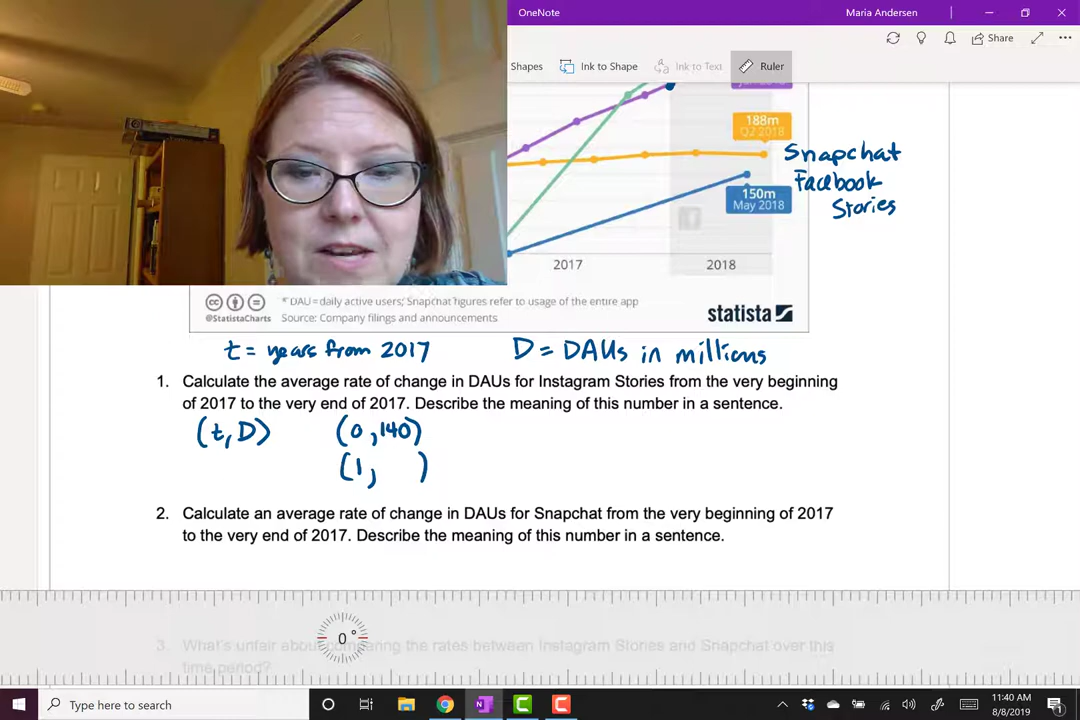 OneNote
Maria Andersen
Shapes
Ink to Shape
Ink to Text
Ruler
Share
188m
Q2 2018
Snapchat
Facebook
Stories
150m
May 2018
2017
2018
cc
@StatistaCharts
* DAU = daily active users; Snapchat figures refer to usage of the entire app
Source: Company filings and announcements
statista
t = years from 2017
D = DAUs in millions
1. Calculate the average rate of change in DAUs for Instagram Stories from the very beginning
of 2017 to the very end of 2017. Describe the meaning of this number in a sentence.
(t, D)
(0, 140)
(1, )
2. Calculate an average rate of change in DAUs for Snapchat from the very beginning of 2017
to the very end of 2017. Describe the meaning of this number in a sentence.
0°
3. What's unfair about comparing the rates between Instagram Stories and Snapchat over this
time period?
Type here to search
11:40 AM
8/8/2019
1